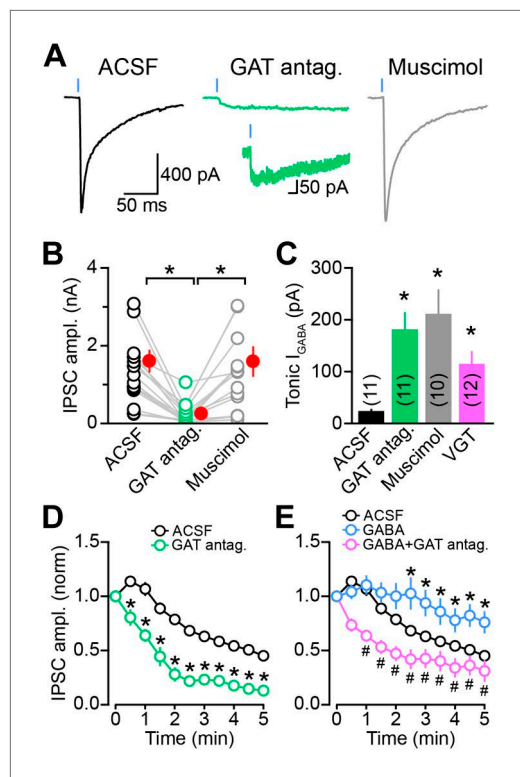 A
ACSF
GAT antag.
Muscimol
400 pA
50 ms
50 pA
B
IPSC ampl. (nA)
4
2
0
*
*
ACSF
GAT antag.
Muscimol
C
Tonic I_GABA (pA)
300
200
100
0
*
*
*
(11)
(11)
(10)
(12)
ACSF
GAT antag.
Muscimol
VGT
D
ACSF
GAT antag.
IPSC ampl. (norm)
1.5
1.0
0.5
0.0
* * * * * * * * * *
0 1 2 3 4 5
Time (min)
E
ACSF
GABA
GABA+GAT antag.
1.5
1.0
0.5
0.0
* * * * * *
# # # # # # # # #
0 1 2 3 4 5
Time (min)